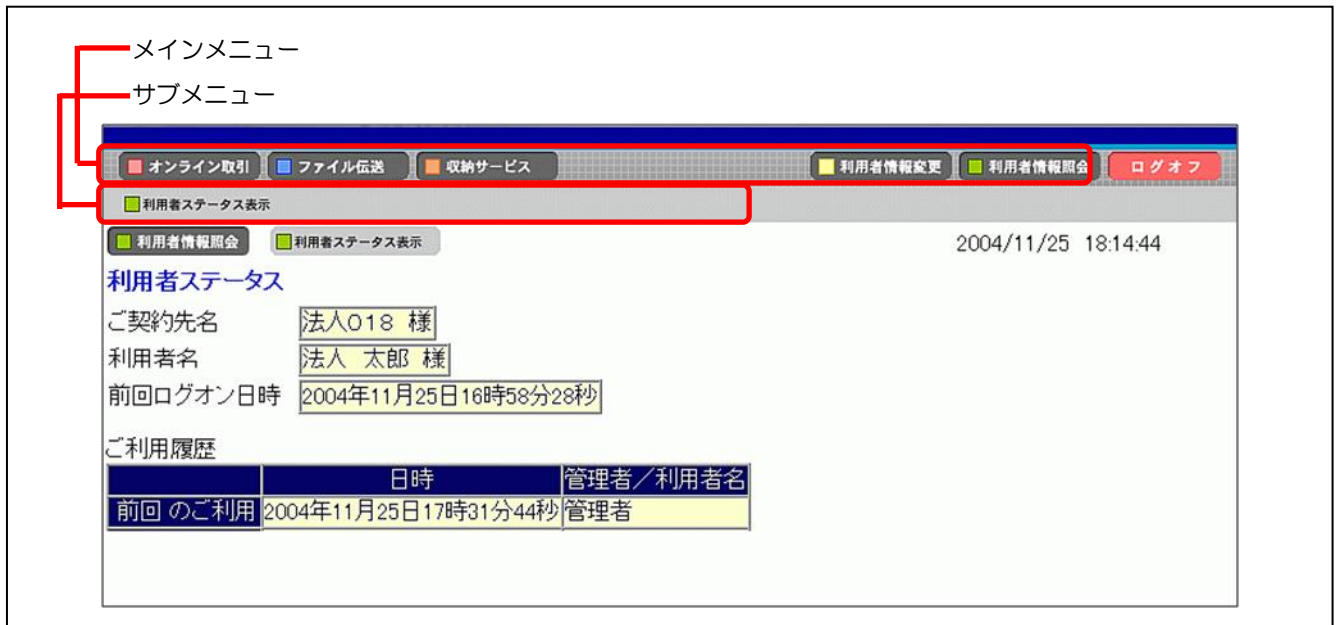 メインメニュー
サブメニュー
オンライン取引 ファイル伝送 収納サービス 利用者情報変更 利用者情報照会 ログオフ
利用者ステータス表示
利用者情報照会 利用者ステータス表示 2004/11/25 18:14:44
利用者ステータス
ご契約先名 法人018 様
利用者名 法人 太郎 様
前回ログオン日時 2004年11月25日16時58分28秒
ご利用履歴
日時 管理者/利用者名
前回 のご利用 2004年11月25日17時31分44秒 管理者